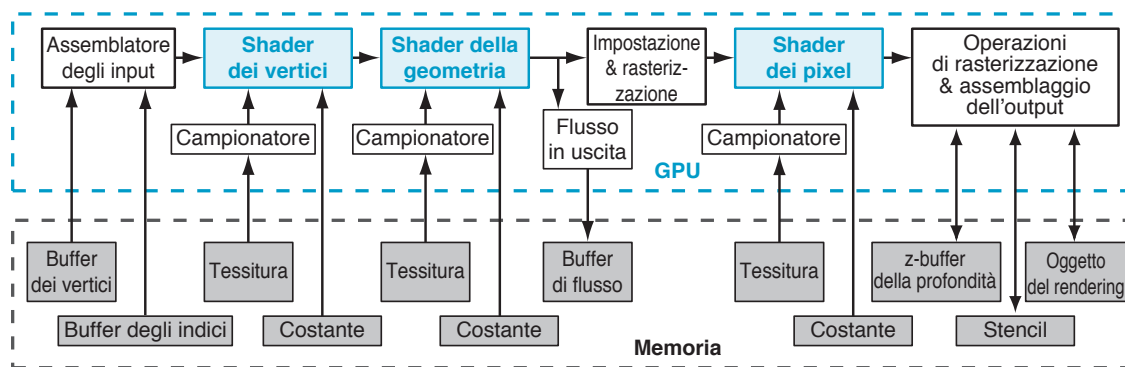 Assemblatore
degli input
Shader
dei vertici
Shader della
geometria
Impostazione
& rasteriz-
zazione
Shader
dei pixel
Operazioni
di rasterizzazione
& assemblaggio
dell'output
Campionatore
Campionatore
Flusso
in uscita
Campionatore
GPU
Buffer
dei vertici
Tessitura
Tessitura
Buffer
di flusso
Tessitura
z-buffer
della profondità
Oggetto
del rendering
Buffer degli indici
Costante
Costante
Costante
Stencil
Memoria